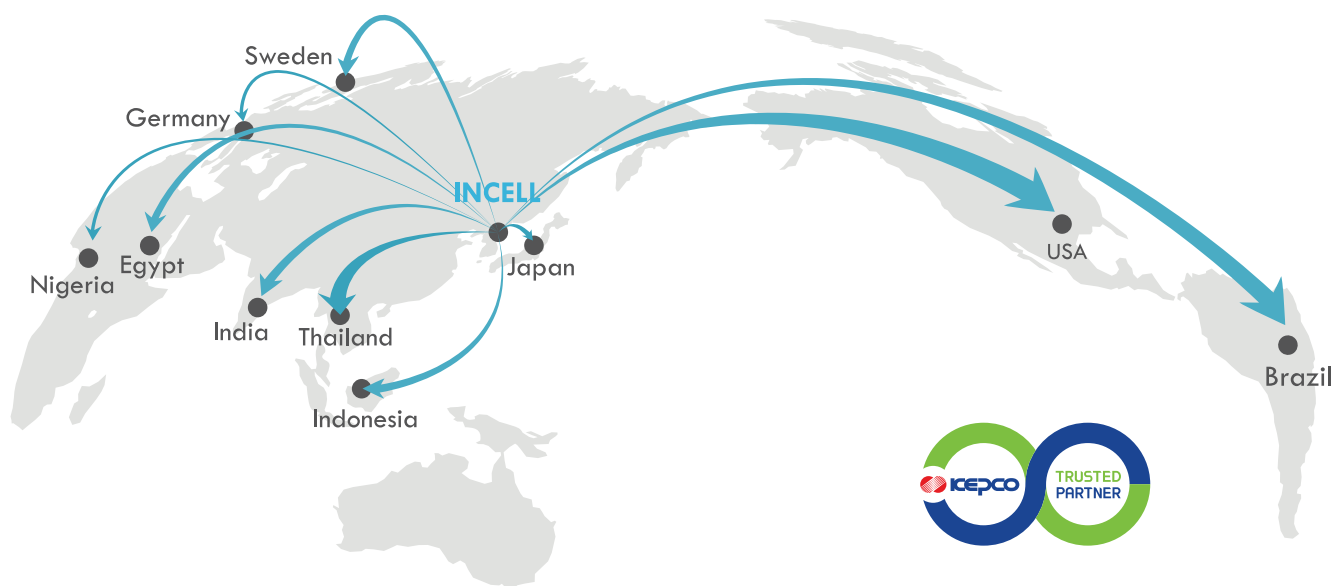 Sweden
Germany
INCELL
Nigeria
Egypt
Japan
USA
India
Thailand
Indonesia
Brazil
KEPCO
TRUSTED
PARTNER